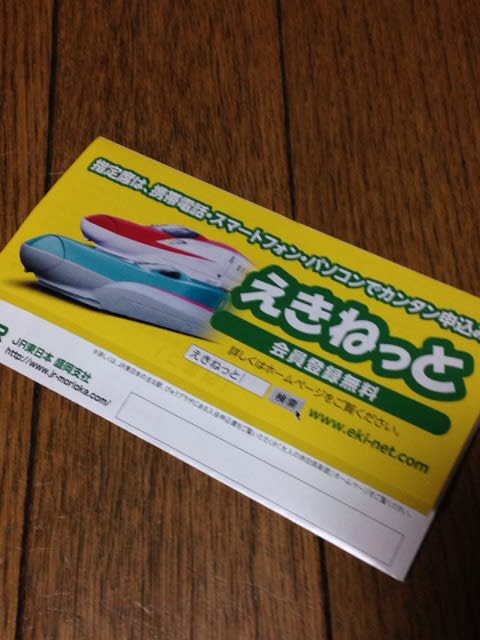 指定席は、携帯電話・スマートフォン・パソコンでカンタン申込み
えきねっと
会員登録無料
詳しくはホームページをご覧ください。
えきねっと 検索
www.eki-net.com
JR東日本 盛岡支社
http://www.jr-morioka.com/